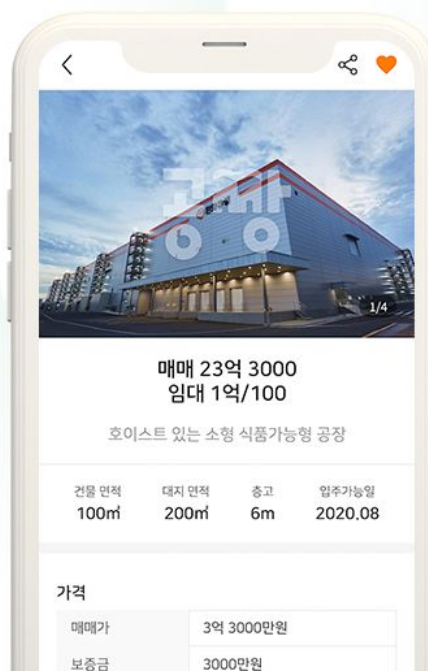 공장
1/4
매매 23억 3000
임대 1억/100
호이스트 있는 소형 식품가능형 공장
건물 면적 대지 면적 층고 입주가능일
100㎡ 200㎡ 6m 2020.08
가격
매매가 3억 3000만원
보증금 3000만원